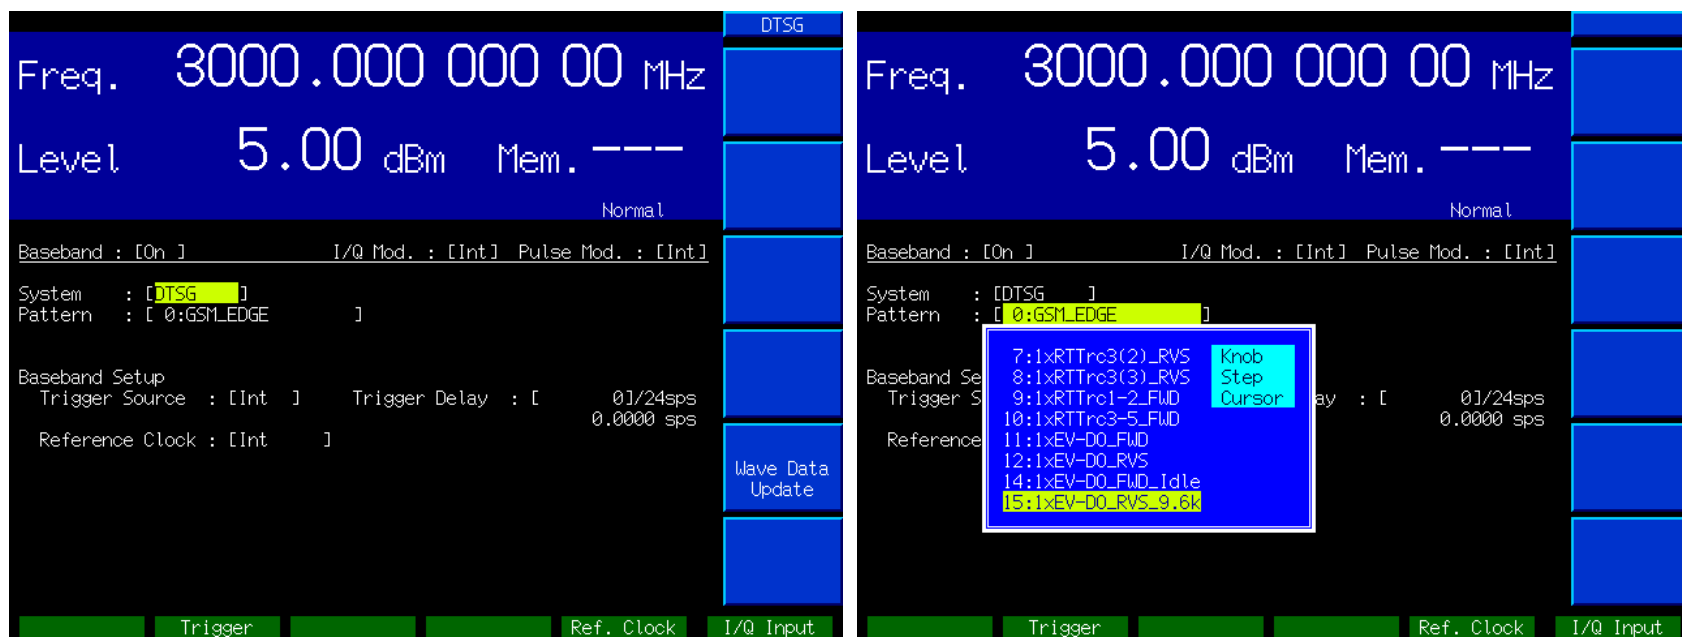 DTSG
Freq. 3000.000 000 00 MHz
Level 5.00 dBm Mem.---
Normal
Baseband : [On ] I/Q Mod. : [Int] Pulse Mod. : [Int]
System : [DTSG ]
Pattern : [ 0:GSM_EDGE ]
Baseband Setup
Trigger Source : [Int ] Trigger Delay : [ 0]/24sps
0.0000 sps
Reference Clock : [Int ]
Wave Data
Update
Trigger Ref. Clock I/Q Input
Freq. 3000.000 000 00 MHz
Level 5.00 dBm Mem.---
Normal
Baseband : [On ] I/Q Mod. : [Int] Pulse Mod. : [Int]
System : [DTSG ]
Pattern : [ 0:GSM_EDGE ]
7:1xRTTrc3(2)_RVS Knob
Baseband Se 8:1xRTTrc3(3)_RVS Step
Trigger S 9:1xRTTrc1-2_FWD Cursor ay : [ 0]/24sps
10:1xRTTrc3-5_FWD 0.0000 sps
Reference 11:1xEV-DO_FWD
12:1xEV-DO_RVS
14:1xEV-DO_FWD_Idle
15:1xEV-DO_RVS_9.6k
Trigger Ref. Clock I/Q Input